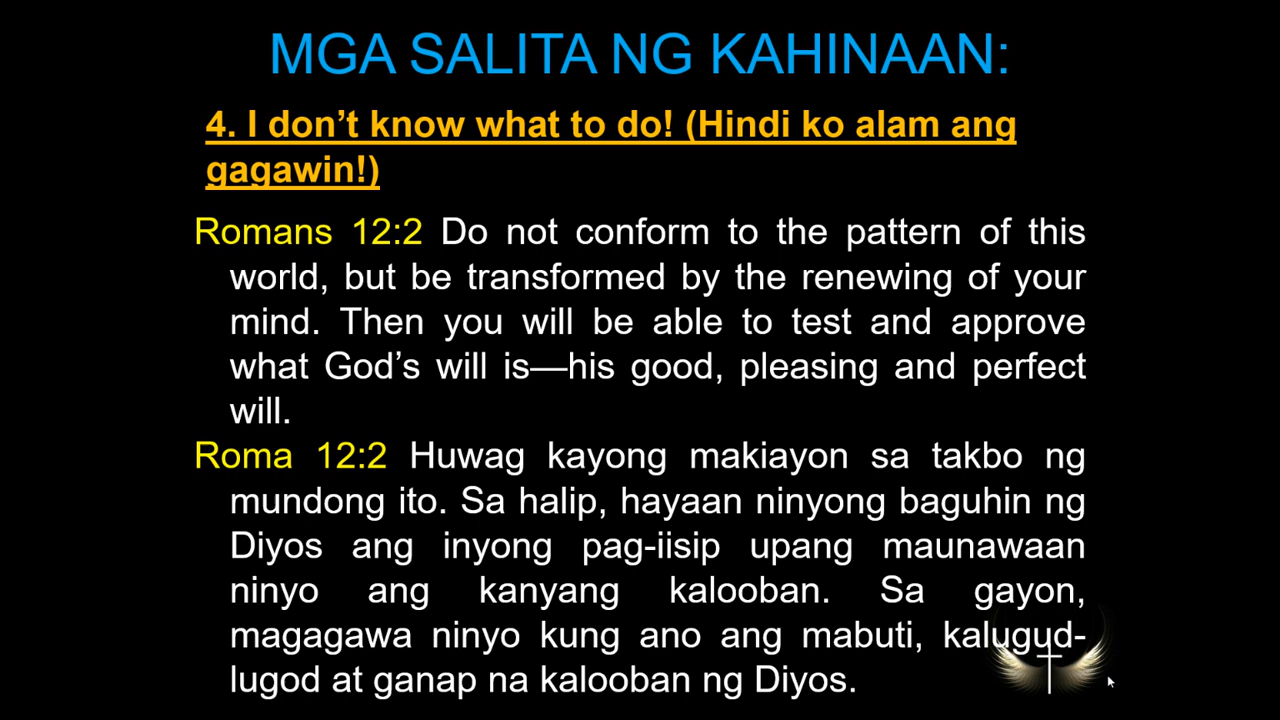 MGA SALITA NG KAHINAAN:
4. I don’t know what to do! (Hindi ko alam ang
gagawin!)
Romans 12:2 Do not conform to the pattern of this
world, but be transformed by the renewing of your
mind. Then you will be able to test and approve
what God’s will is—his good, pleasing and perfect
will.
Roma 12:2 Huwag kayong makiayon sa takbo ng
mundong ito. Sa halip, hayaan ninyong baguhin ng
Diyos ang inyong pag-iisip upang maunawaan
ninyo ang kanyang kalooban. Sa gayon,
magagawa ninyo kung ano ang mabuti, kalugud-
lugod at ganap na kalooban ng Diyos.